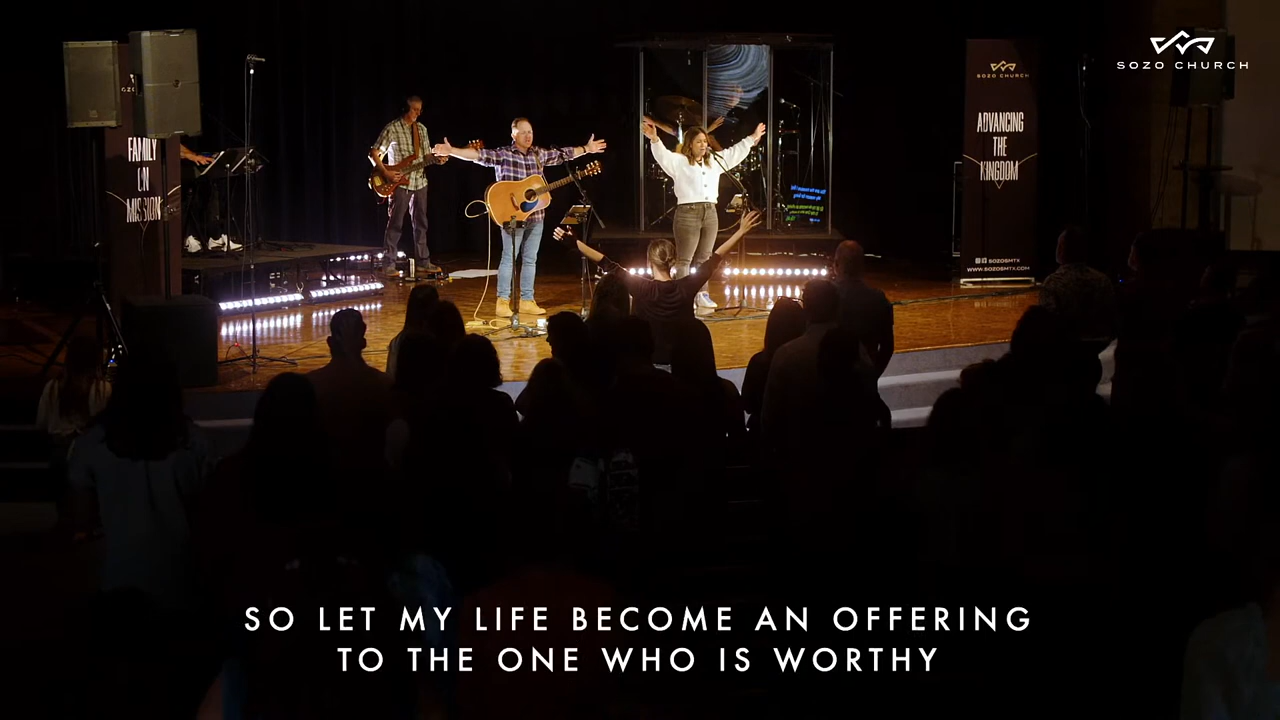 SOZO CHURCH
FAMILY
ON
MISSION
SOZO CHURCH
ADVANCING
THE
KINGDOM
SOZOSMTX
WWW.SOZOSMTX.COM
SO LET MY LIFE BECOME AN OFFERING
TO THE ONE WHO IS WORTHY